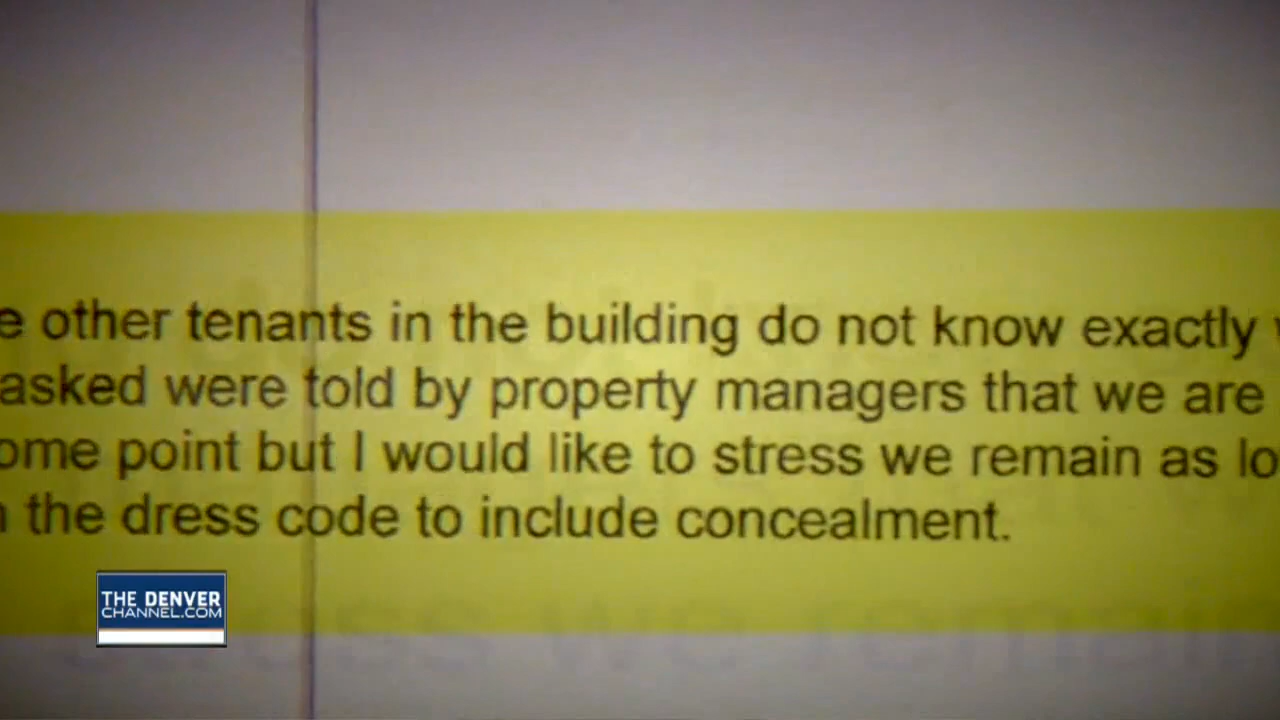 e other tenants in the building do not know exactly
asked were told by property managers that we are
ome point but I would like to stress we remain as lo
the dress code to include concealment.
THE DENVER
CHANNEL.COM